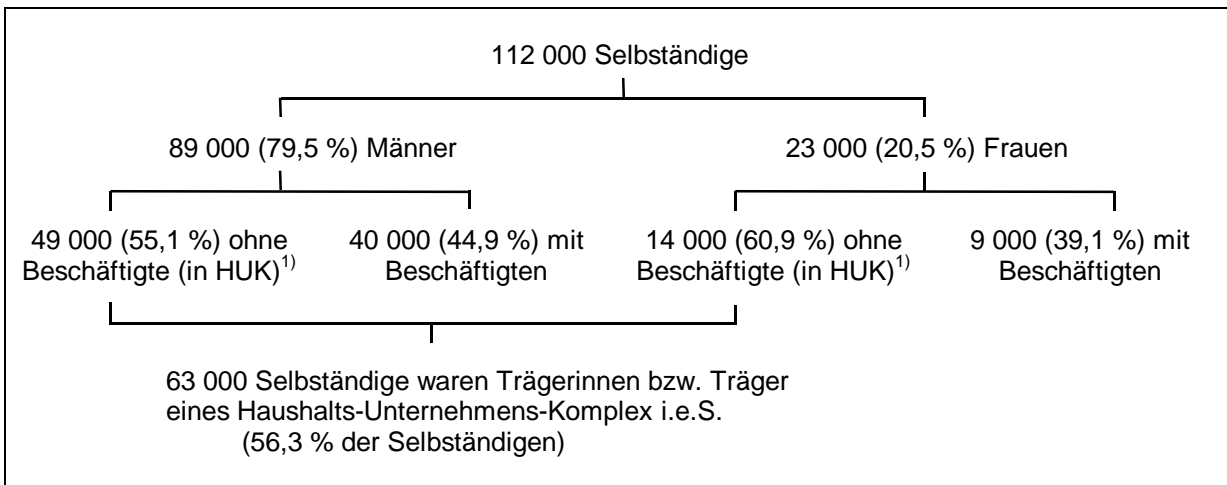 112 000 Selbständige
89 000 (79,5 %) Männer
23 000 (20,5 %) Frauen
49 000 (55,1 %) ohne
Beschäftigte (in HUK)1)
40 000 (44,9 %) mit
Beschäftigten
14 000 (60,9 %) ohne
Beschäftigte (in HUK)1)
9 000 (39,1 %) mit
Beschäftigten
63 000 Selbständige waren Trägerinnen bzw. Träger
eines Haushalts-Unternehmens-Komplex i.e.S.
(56,3 % der Selbständigen)